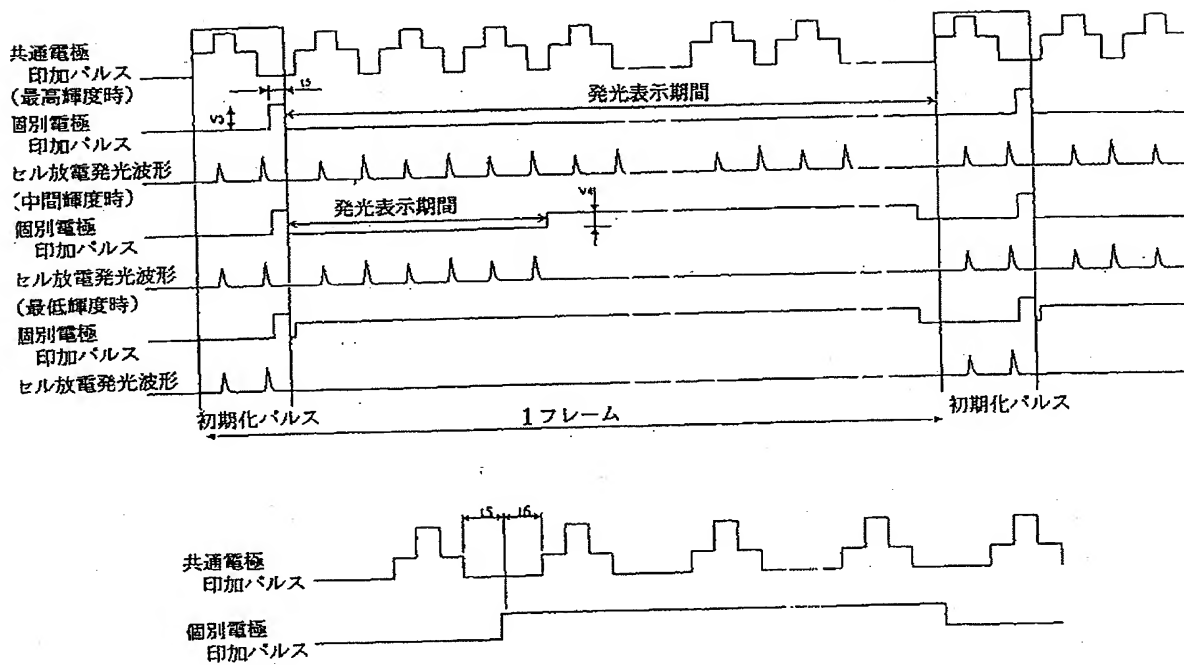 共通電極
印加パルス
t5
(最高輝度時)
発光表示期間
V3
個別電極
印加パルス
セル放電発光波形
(中間輝度時)
発光表示期間
V4
個別電極
印加パルス
セル放電発光波形
(最低輝度時)
個別電極
印加パルス
セル放電発光波形
初期化パルス
1フレーム
初期化パルス
t5 t6
共通電極
印加パルス
個別電極
印加パルス